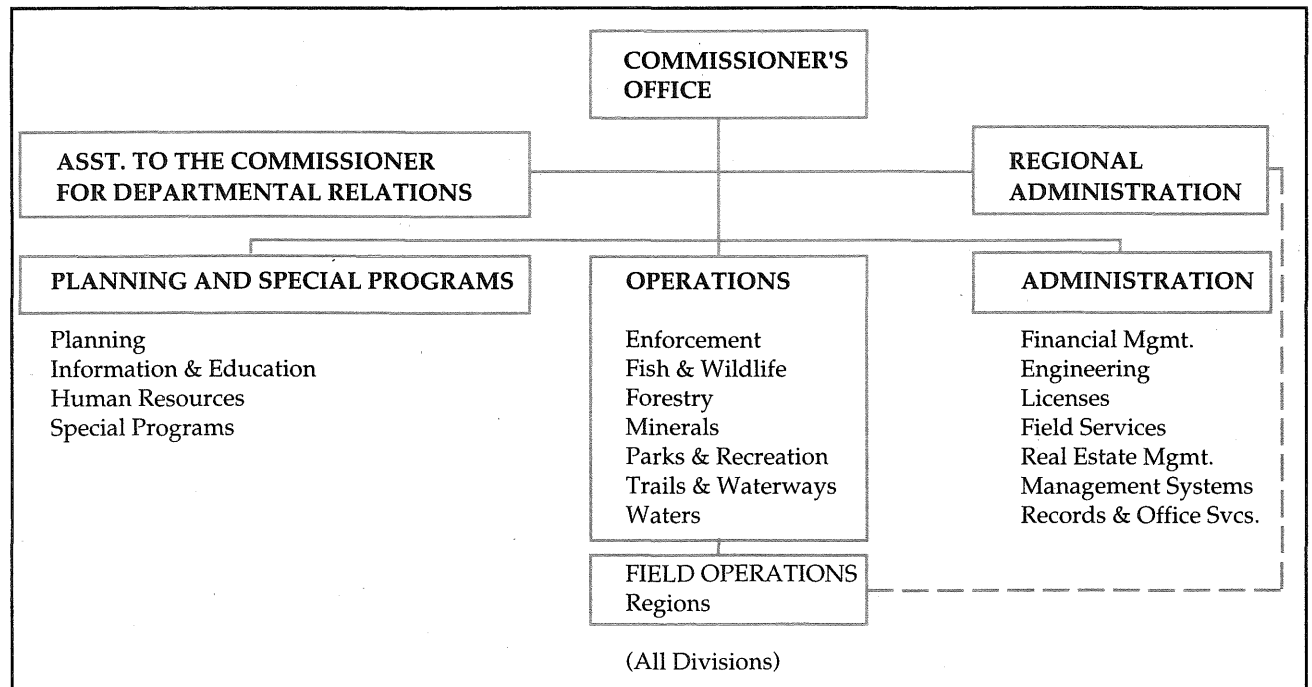 COMMISSIONER'S
OFFICE
ASST. TO THE COMMISSIONER
FOR DEPARTMENTAL RELATIONS
REGIONAL
ADMINISTRATION
PLANNING AND SPECIAL PROGRAMS
Planning
Information & Education
Human Resources
Special Programs
OPERATIONS
Enforcement
Fish & Wildlife
Forestry
Minerals
Parks & Recreation
Trails & Waterways
Waters
ADMINISTRATION
Financial Mgmt.
Engineering
Licenses
Field Services
Real Estate Mgmt.
Management Systems
Records & Office Svcs.
FIELD OPERATIONS
Regions
(All Divisions)